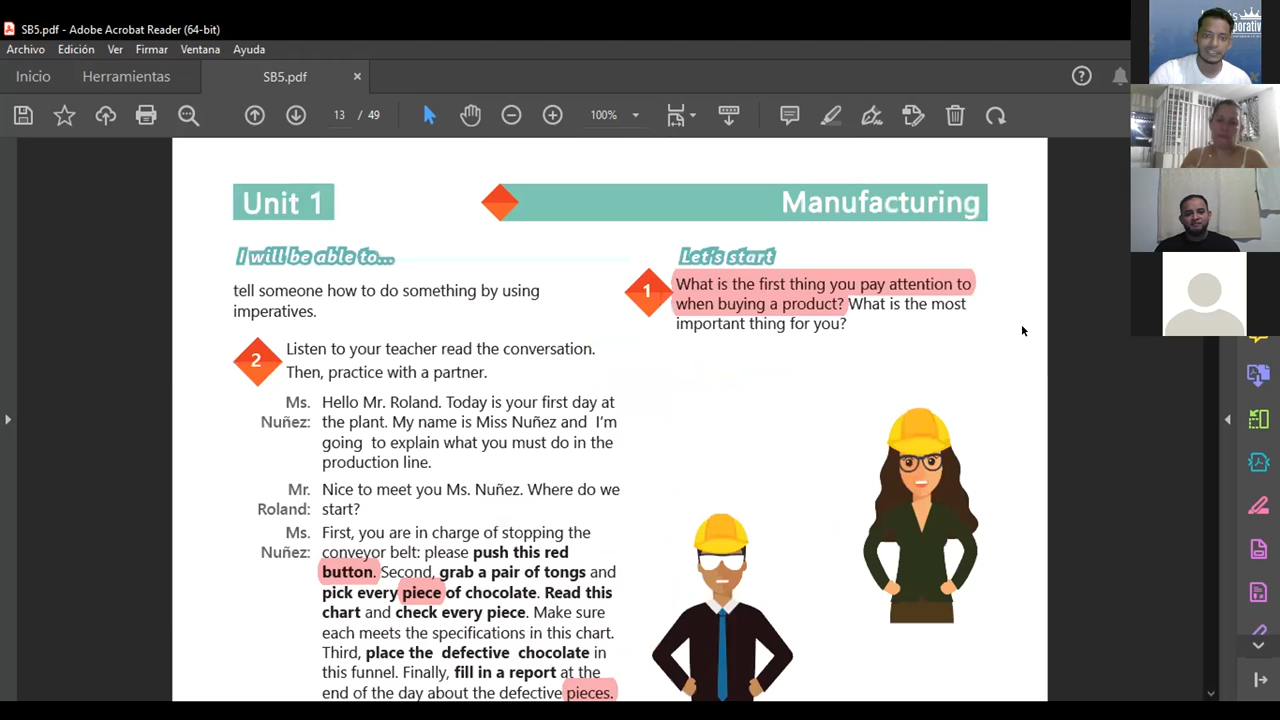 SB5.pdf - Adobe Acrobat Reader (64-bit)
Archivo Edición Ver Firmar Ventana Ayuda
Inicio Herramientas SB5.pdf ×
13 / 49 100%
Unit 1
Manufacturing
I will be able to...
tell someone how to do something by using
imperatives.
Let's start
1 What is the first thing you pay attention to
when buying a product? What is the most
important thing for you?
2 Listen to your teacher read the conversation.
Then, practice with a partner.
Ms. Hello Mr. Roland. Today is your first day at
Nuñez: the plant. My name is Miss Nuñez and I'm
going to explain what you must do in the
production line.
Mr. Nice to meet you Ms. Nuñez. Where do we
Roland: start?
Ms. First, you are in charge of stopping the
Nuñez: conveyor belt: please push this red
button. Second, grab a pair of tongs and
pick every piece of chocolate. Read this
chart and check every piece. Make sure
each meets the specifications in this chart.
Third, place the defective chocolate in
this funnel. Finally, fill in a report at the
end of the day about the defective pieces.